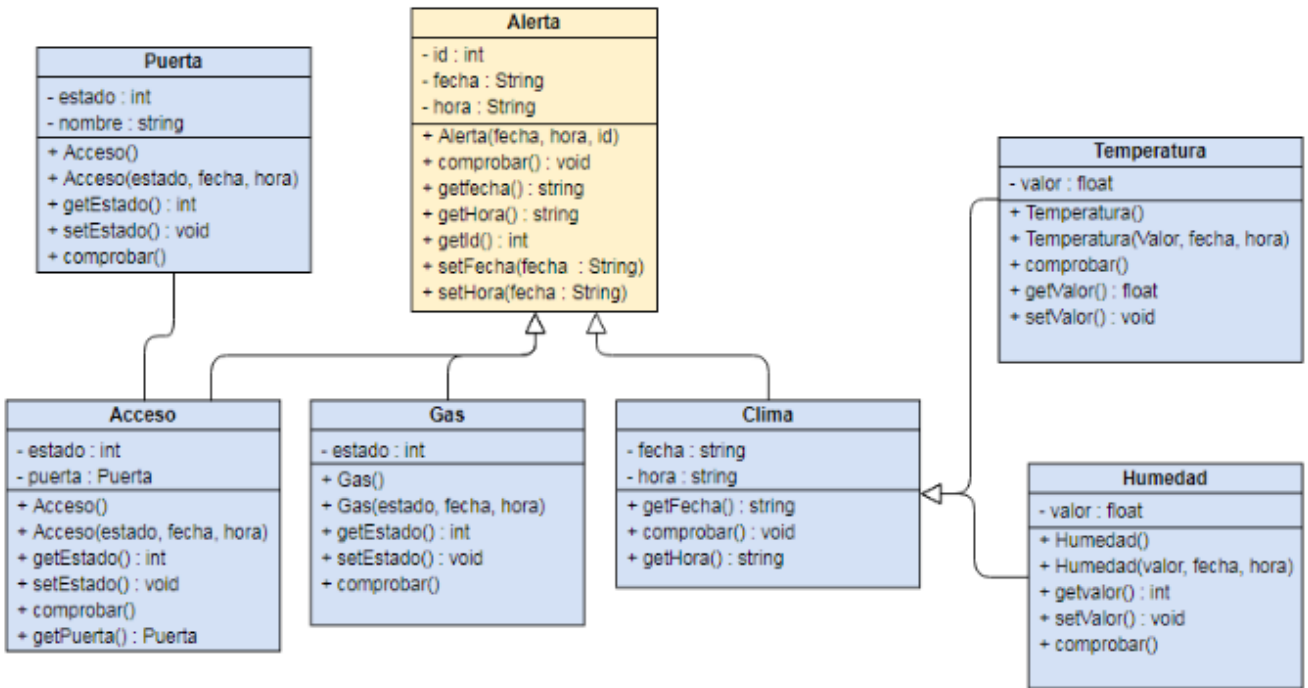 Alerta
- id : int
- fecha : String
- hora : String
+ Alerta(fecha, hora, id)
+ comprobar() : void
+ getfecha() : string
+ getHora() : string
+ getId() : int
+ setFecha(fecha : String)
+ setHora(fecha : String)
Puerta
- estado : int
- nombre : string
+ Acceso()
+ Acceso(estado, fecha, hora)
+ getEstado() : int
+ setEstado() : void
+ comprobar()
Temperatura
- valor : float
+ Temperatura()
+ Temperatura(Valor, fecha, hora)
+ comprobar()
+ getValor() : float
+ setValor() : void
Acceso
- estado : int
- puerta : Puerta
+ Acceso()
+ Acceso(estado, fecha, hora)
+ getEstado() : int
+ setEstado() : void
+ comprobar()
+ getPuerta() : Puerta
Gas
- estado : int
+ Gas()
+ Gas(estado, fecha, hora)
+ getEstado() : int
+ setEstado() : void
+ comprobar()
Clima
- fecha : string
- hora : string
+ getFecha() : string
+ comprobar() : void
+ getHora() : string
Humedad
- valor : float
+ Humedad()
+ Humedad(valor, fecha, hora)
+ getvalor() : int
+ setValor() : void
+ comprobar()